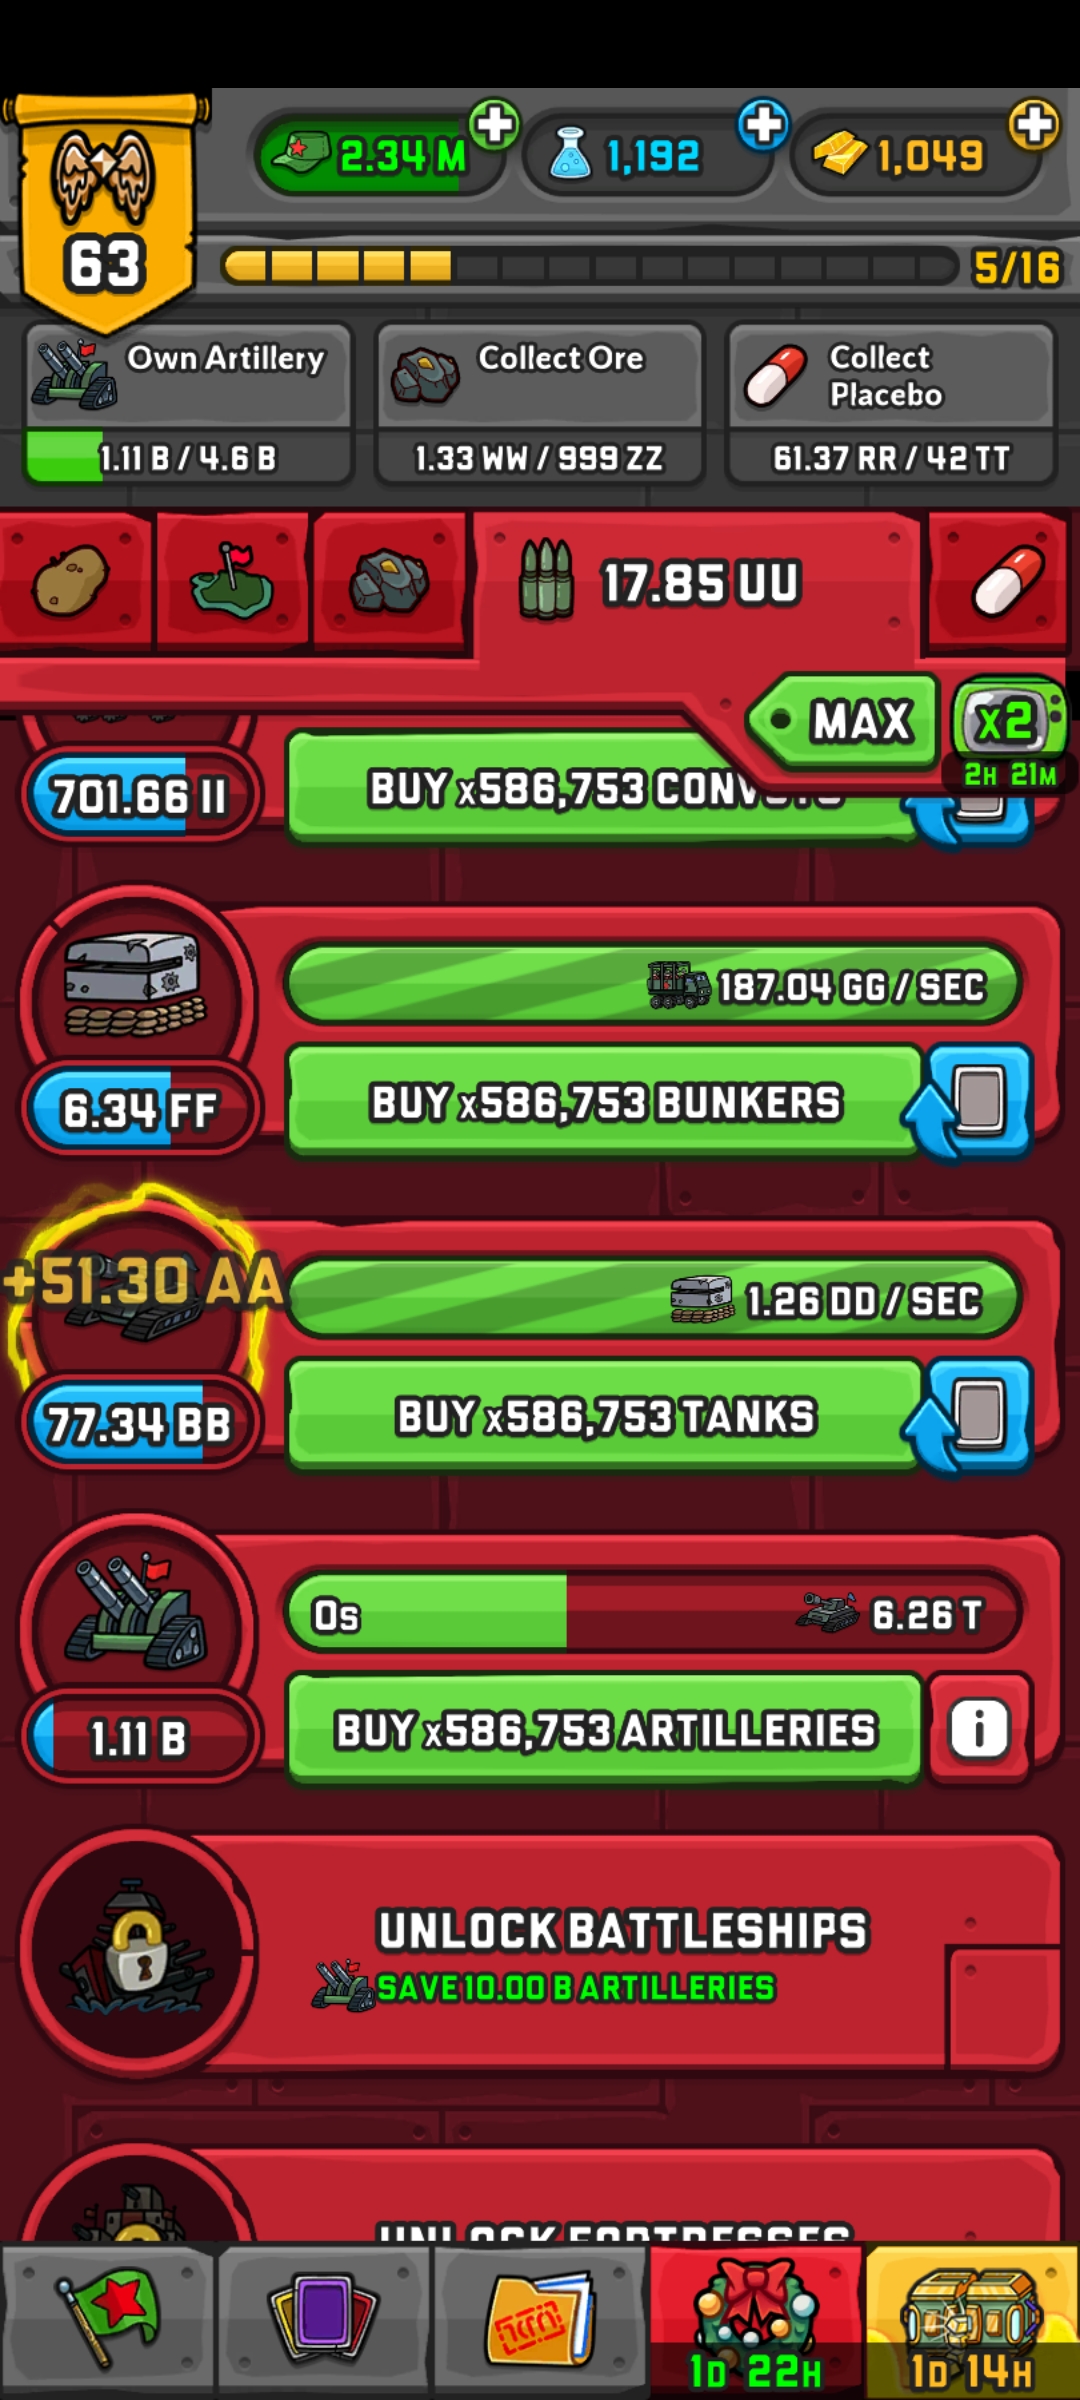 2.34 M
1,192
1,049
63
5/16
Own Artillery
1.11 B / 4.6 B
Collect Ore
1.33 WW / 999 ZZ
Collect
Placebo
61.37 RR / 42 TT
17.85 UU
MAX
x2
2H 21M
701.66 II
BUY x586,753
187.04 GG / SEC
6.34 FF
BUY x586,753 BUNKERS
+51.30 AA
1.26 DD / SEC
77.34 BB
BUY x586,753 TANKS
0s
6.26 T
1.11 B
BUY x586,753 ARTILLERIES
i
UNLOCK BATTLESHIPS
SAVE 10.00 B ARTILLERIES
UNLOCK FORTRESSES
1D 22H
1D 14H